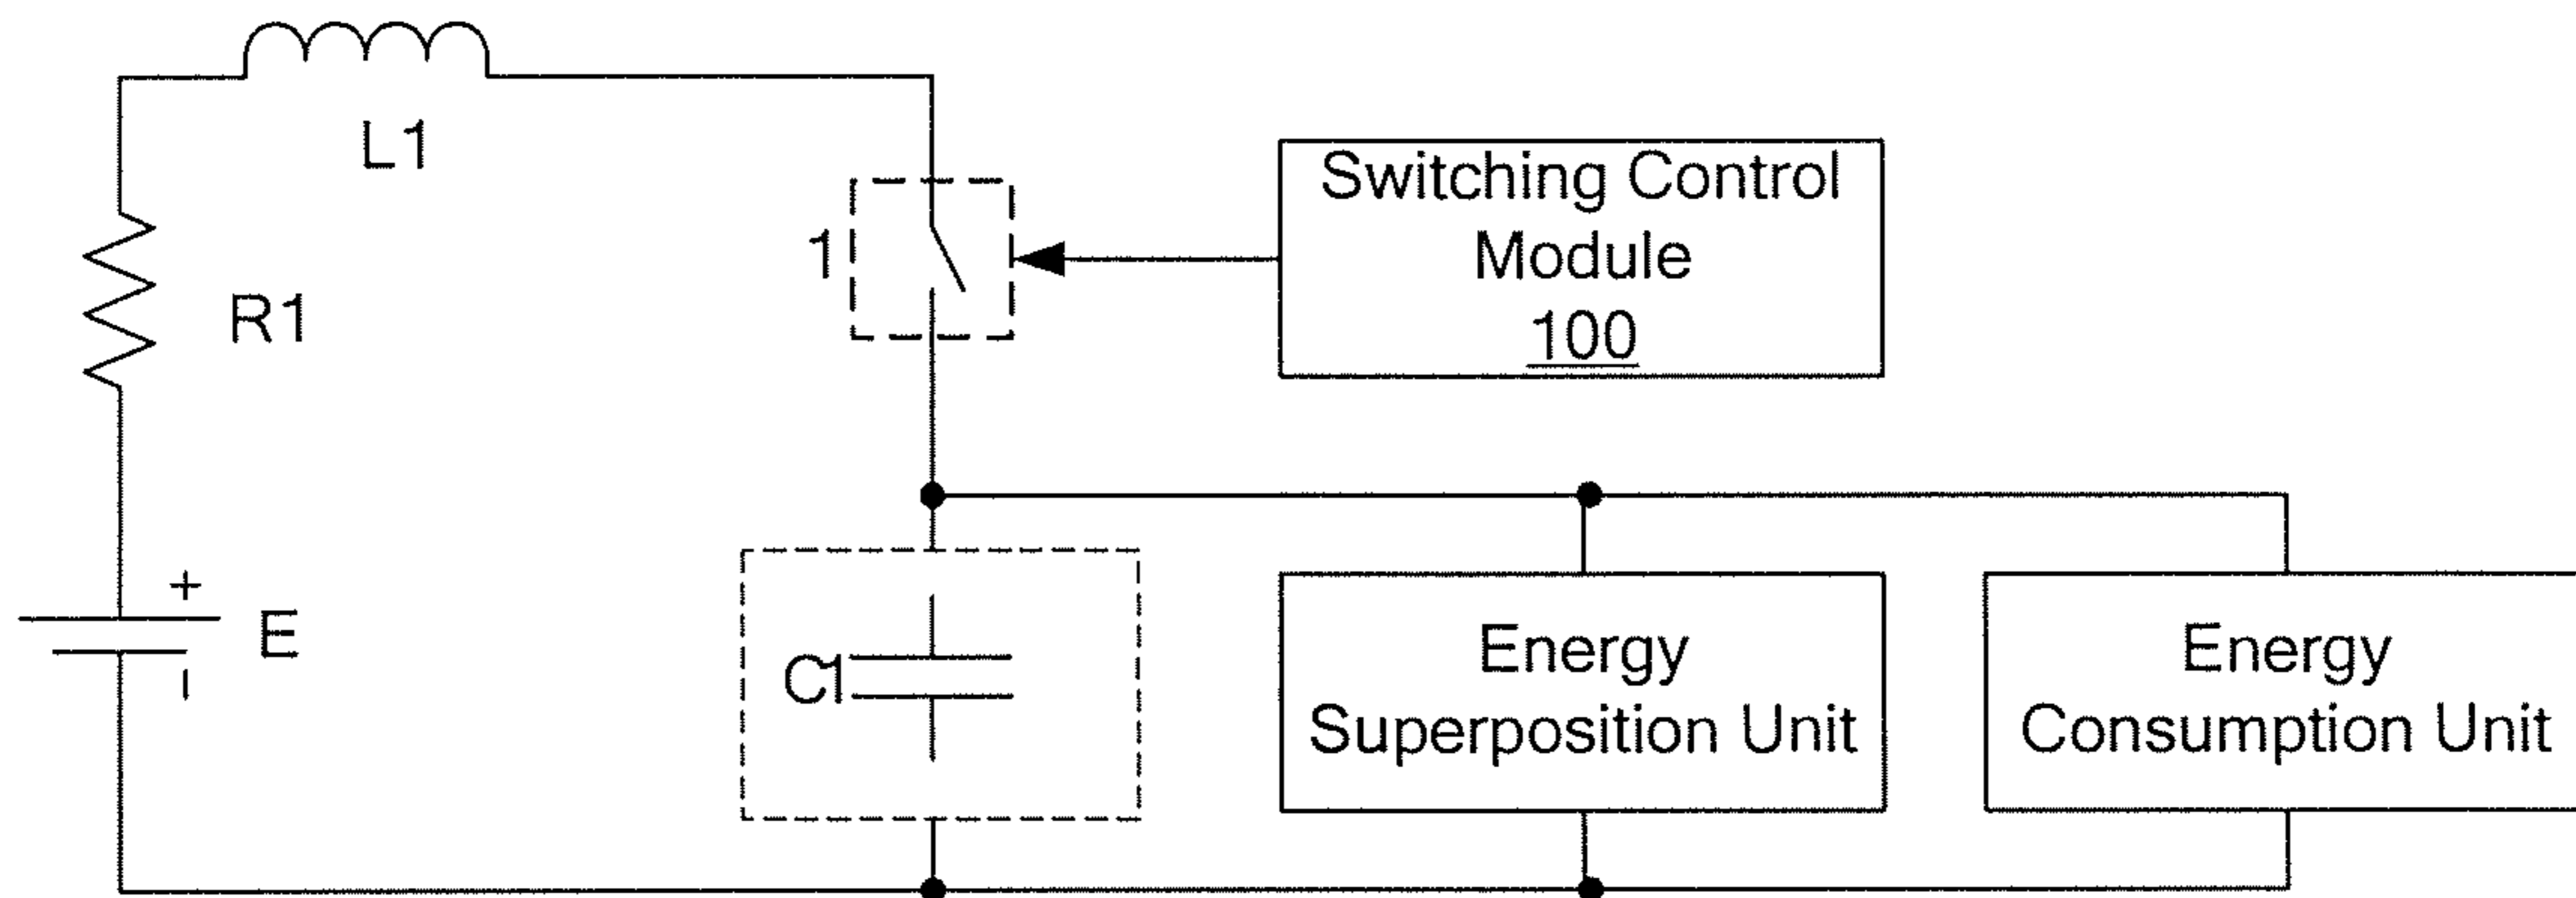 L1
R1
1
Switching Control
Module
100
+
E
-
C1
Energy
Superposition Unit
Energy
Consumption Unit